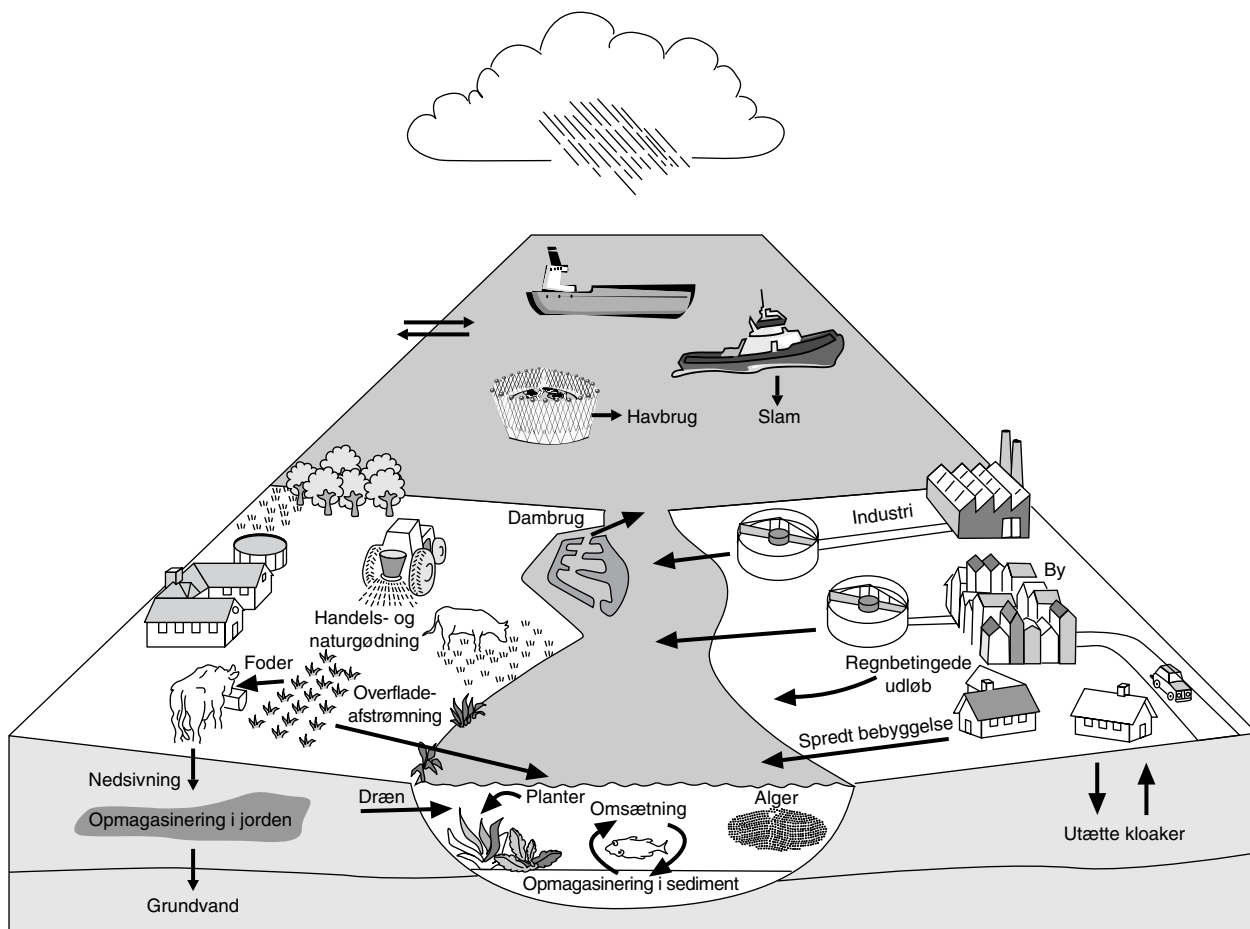 Havbrug
Slam
Dambrug
Industri
By
Handels- og
naturgødning
Foder
Overflade-
afstrømning
Regnbetingede
udløb
Spredt bebyggelse
Nedsivning
Dræn
Planter
Omsætning
Alger
Opmagasinering i jorden
Utætte kloaker
Opmagasinering i sediment
Grundvand